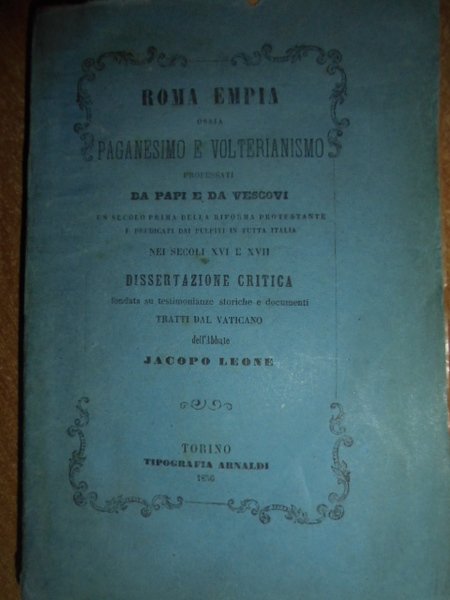 ROMA EMPIA
OSSIA
PAGANESIMO E VOLTERIANISMO
PROFESSATI
DA PAPI E DA VESCOVI
UN SECOLO PRIMA DELLA RIFORMA PROTESTANTE
E PREDICATI DAI PULPITI IN TUTTA ITALIA
NEI SECOLI XVI E XVII
DISSERTAZIONE CRITICA
fondata su testimonianze storiche e documenti
TRATTI DAL VATICANO
dell'Abbate
JACOPO LEONE
TORINO
TIPOGRAFIA ARNALDI
1856